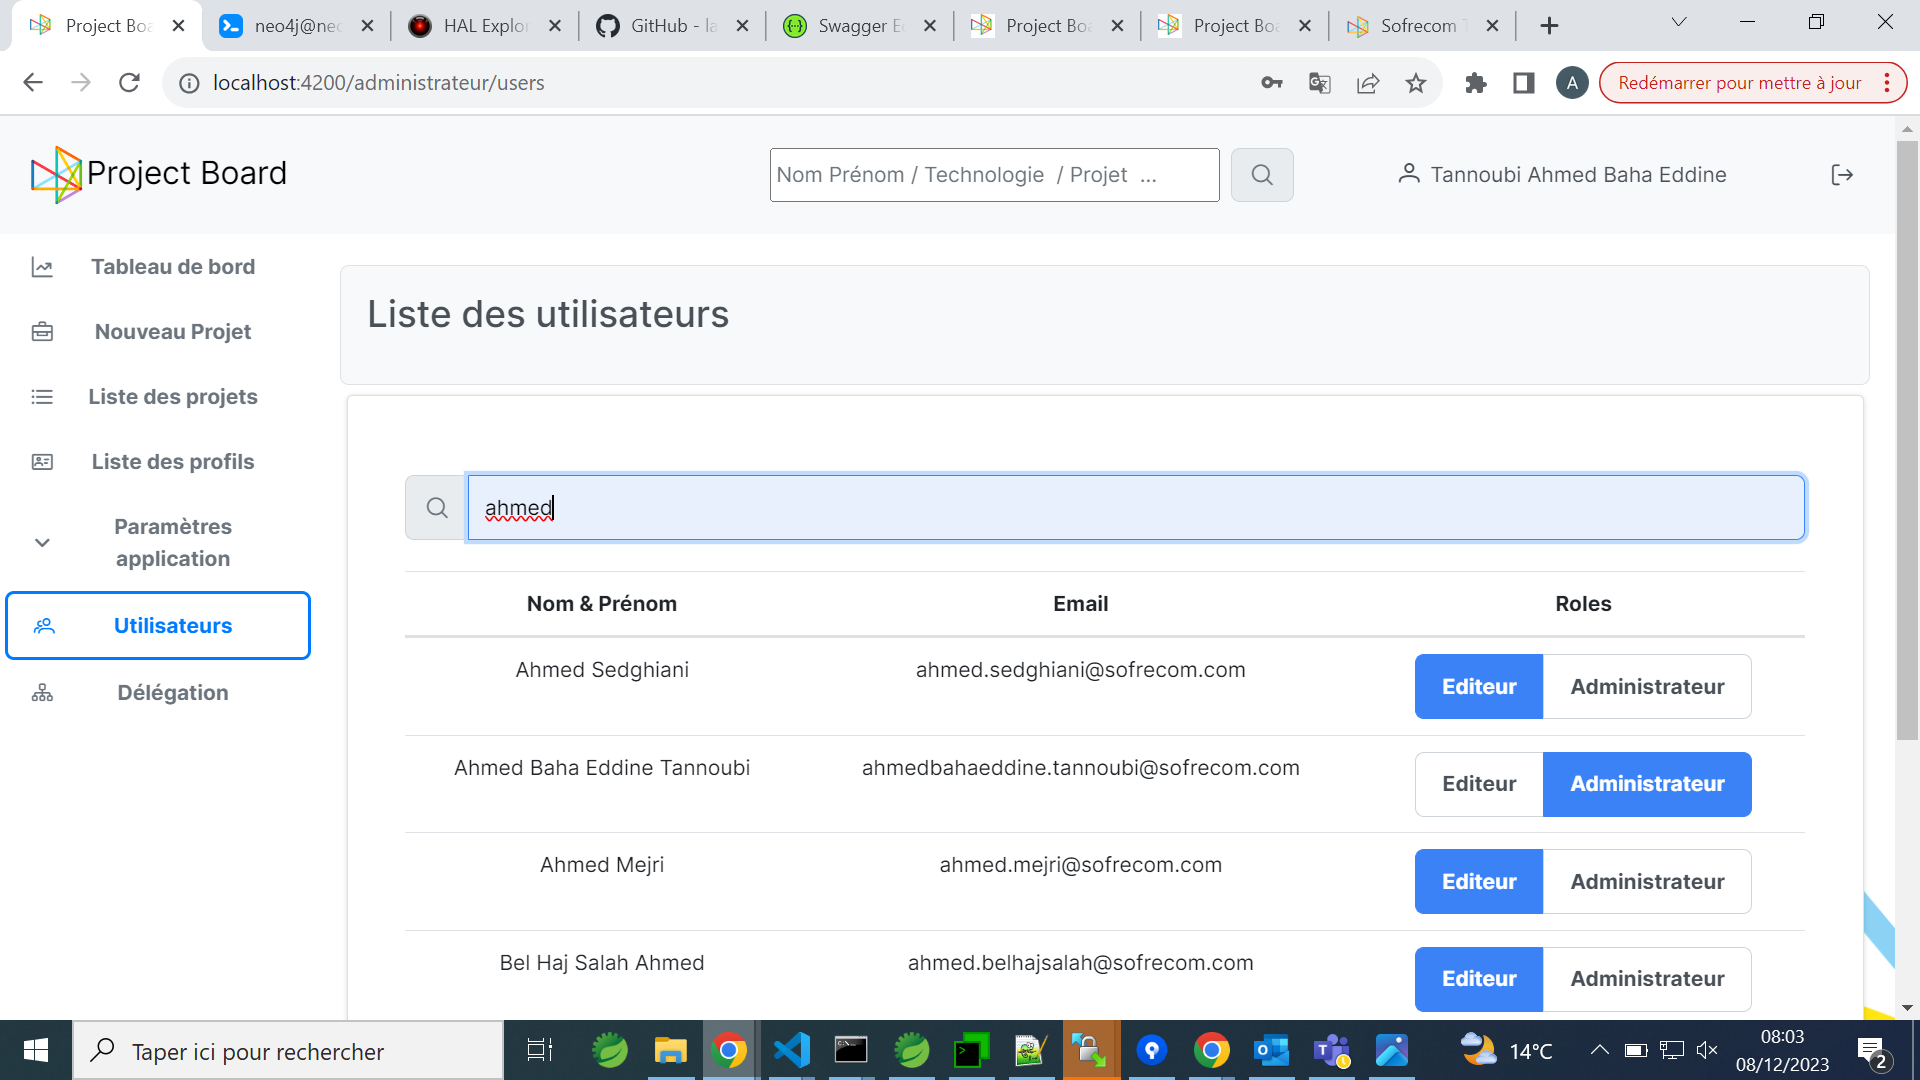 Project Boa
neo4j@neo
HAL Explor
GitHub - la
Swagger Ed
Project Boa
Project Boa
Sofrecom T
localhost:4200/administrateur/users
A
Redémarrer pour mettre à jour
Project Board
Nom Prénom / Technologie / Projet ...
Tannoubi Ahmed Baha Eddine
Tableau de bord
Nouveau Projet
Liste des projets
Liste des profils
Paramètres
application
Utilisateurs
Délégation
Liste des utilisateurs
ahmed
Nom & Prénom Email Roles
Ahmed Sedghiani ahmed.sedghiani@sofrecom.com Editeur Administrateur
Ahmed Baha Eddine Tannoubi ahmedbahaeddine.tannoubi@sofrecom.com Editeur Administrateur
Ahmed Mejri ahmed.mejri@sofrecom.com Editeur Administrateur
Bel Haj Salah Ahmed ahmed.belhajsalah@sofrecom.com Editeur Administrateur
Taper ici pour rechercher
14°C
08:03
08/12/2023
2